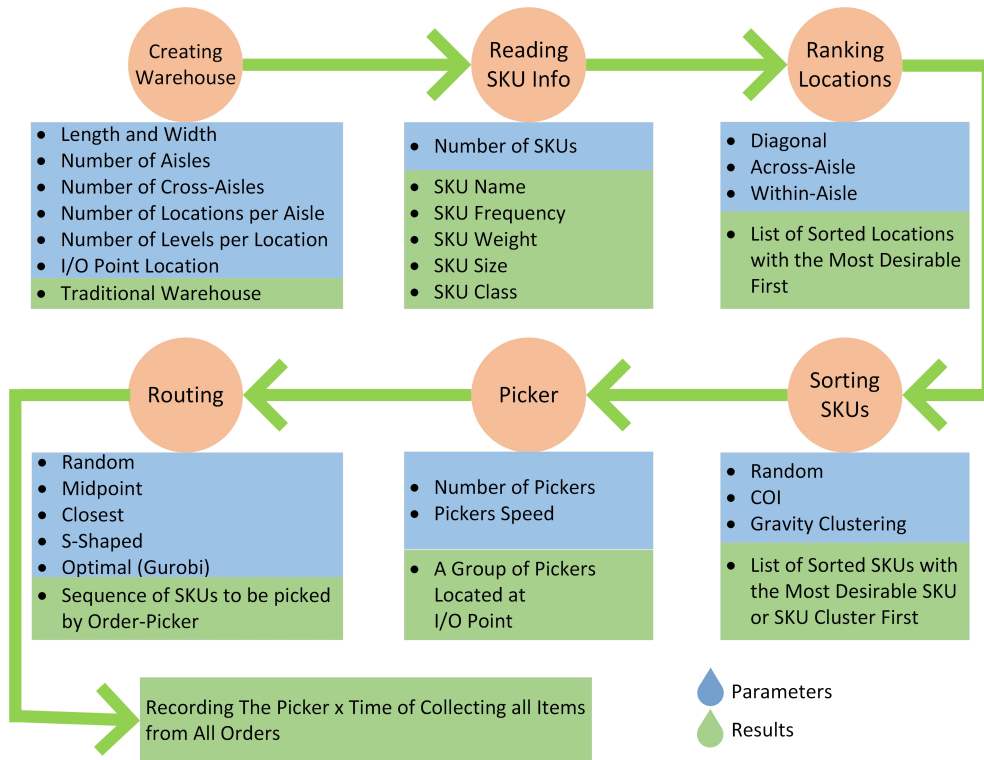 Creating
Warehouse
Reading
SKU Info
Ranking
Locations
• Length and Width
• Number of Aisles
• Number of Cross-Aisles
• Number of Locations per Aisle
• Number of Levels per Location
• I/O Point Location
• Traditional Warehouse
• Number of SKUs
• SKU Name
• SKU Frequency
• SKU Weight
• SKU Size
• SKU Class
• Diagonal
• Across-Aisle
• Within-Aisle
• List of Sorted Locations
with the Most Desirable
First
Routing
Picker
Sorting
SKUs
• Random
• Midpoint
• Closest
• S-Shaped
• Optimal (Gurobi)
• Sequence of SKUs to be picked
by Order-Picker
• Number of Pickers
• Pickers Speed
• A Group of Pickers
Located at
I/O Point
• Random
• COI
• Gravity Clustering
• List of Sorted SKUs with
the Most Desirable SKU
or SKU Cluster First
Recording The Picker x Time of Collecting all Items
from All Orders
Parameters
Results